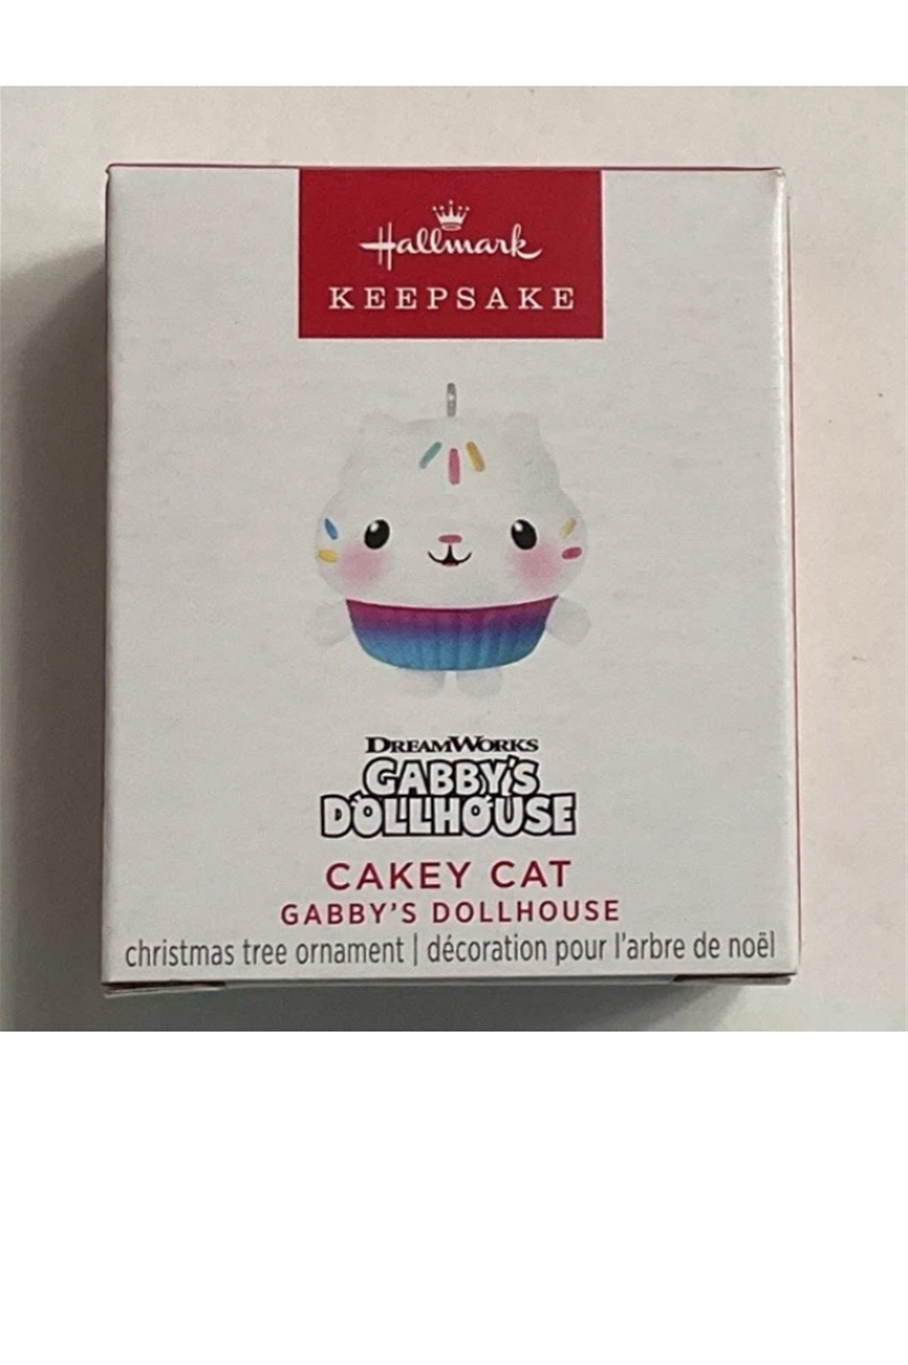 Hallmark
KEEPSAKE
DREAMWORKS
GABBY'S
DOLLHOUSE
CAKEY CAT
GABBY'S DOLLHOUSE
christmas tree ornament | décoration pour l'arbre de noël